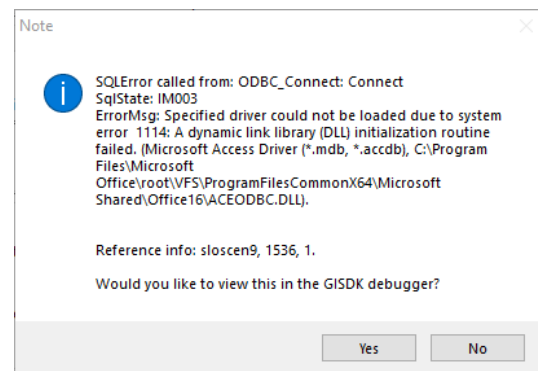 Note
SQLError called from: ODBC_Connect: Connect
SqlState: IM003
ErrorMsg: Specified driver could not be loaded due to system
error  1114: A dynamic link library (DLL) initialization routine
failed. (Microsoft Access Driver (*.mdb, *.accdb), C:\Program
Files\Microsoft
Office\root\VFS\ProgramFilesCommonX64\Microsoft
Shared\Office16\ACEODBC.DLL).
Reference info: sloscen9, 1536, 1.
Would you like to view this in the GISDK debugger?
Yes No